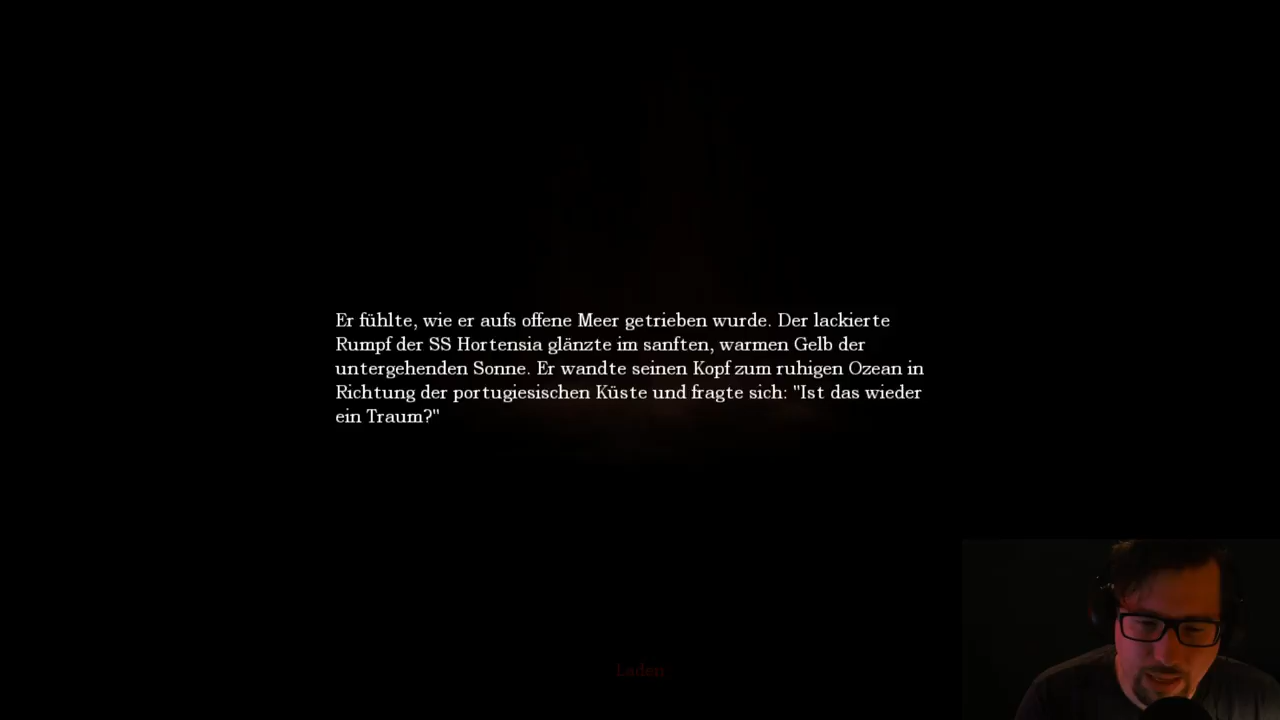 Er fühlte, wie er aufs offene Meer getrieben wurde. Der lackierte
Rumpf der SS Hortensia glänzte im sanften, warmen Gelb der
untergehenden Sonne. Er wandte seinen Kopf zum ruhigen Ozean in
Richtung der portugiesischen Küste und fragte sich: "Ist das wieder
ein Traum?"
Laden